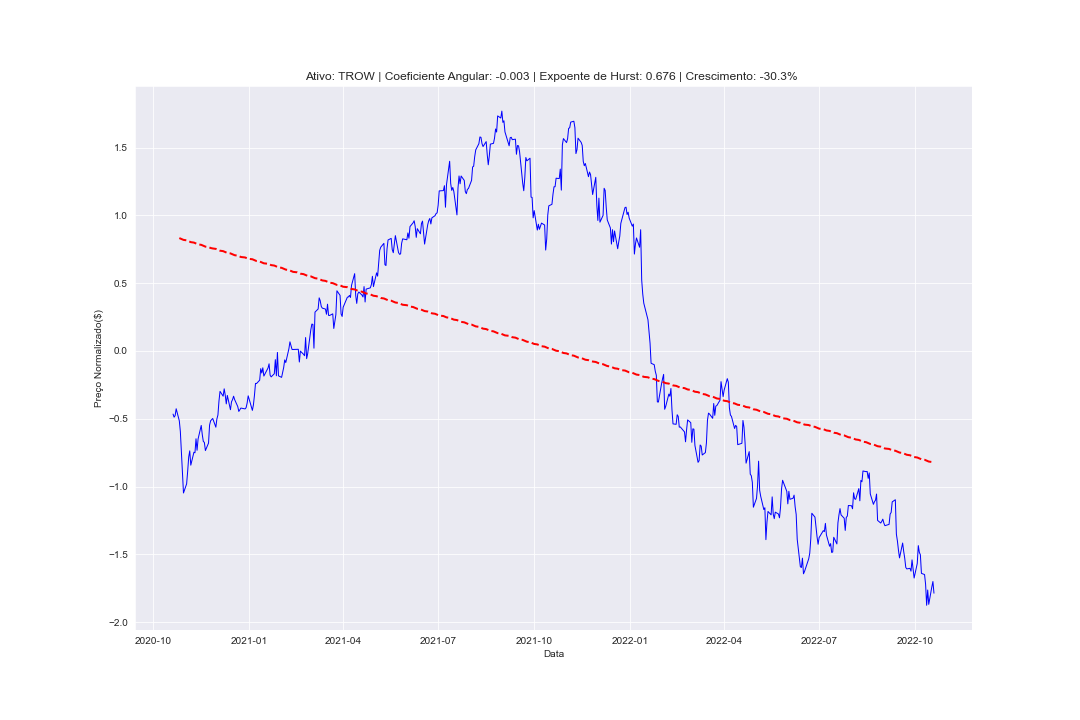 Ativo: TROW | Coeficiente Angular: -0.003 | Expoente de Hurst: 0.676 | Crescimento: -30.3%
Preço Normalizado($)
1.5
1.0
0.5
0.0
−0.5
−1.0
−1.5
−2.0
2020-10 2021-01 2021-04 2021-07 2021-10 2022-01 2022-04 2022-07 2022-10
Data